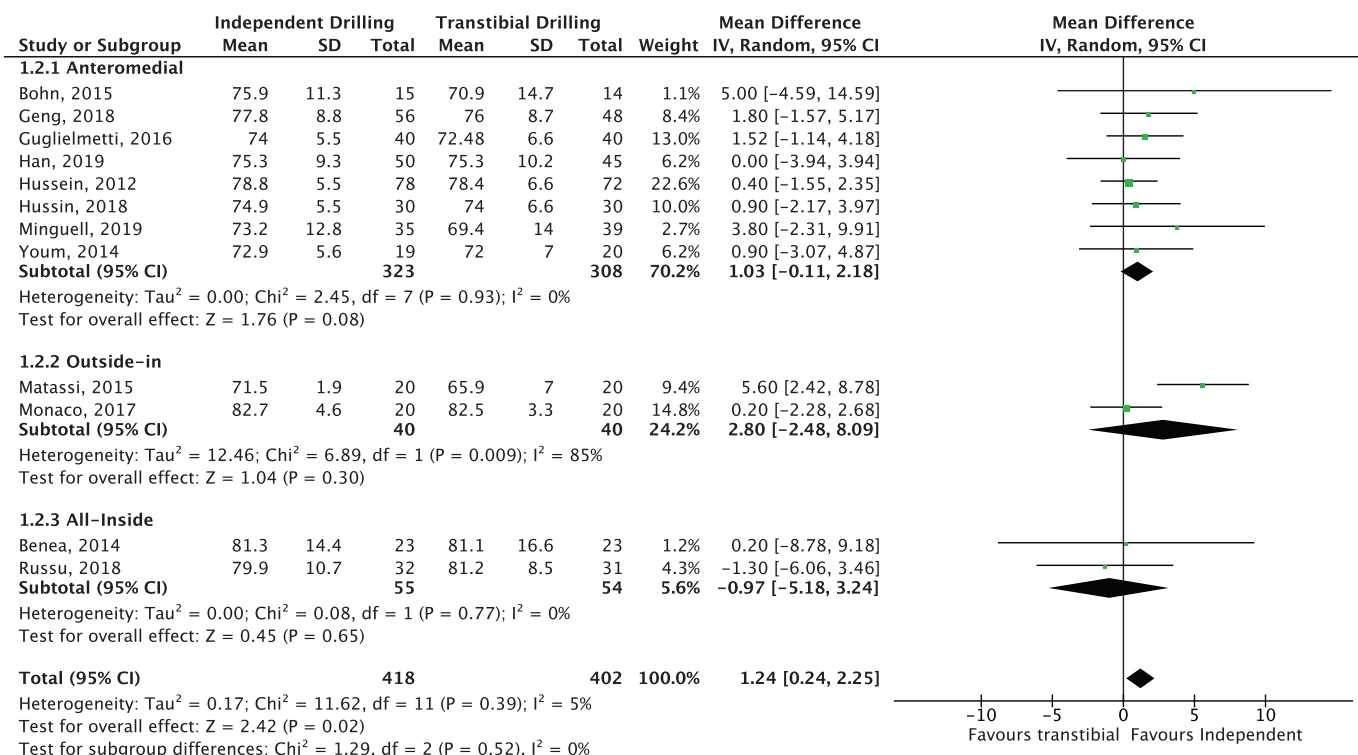 Independent Drilling Transtibial Drilling Mean Difference Mean Difference
Study or Subgroup Mean SD Total Mean SD Total Weight IV, Random, 95% CI IV, Random, 95% CI
1.2.1 Anteromedial
Bohn, 2015 75.9 11.3 15 70.9 14.7 14 1.1% 5.00 [−4.59, 14.59]
Geng, 2018 77.8 8.8 56 76 8.7 48 8.4% 1.80 [−1.57, 5.17]
Guglielmetti, 2016 74 5.5 40 72.48 6.6 40 13.0% 1.52 [−1.14, 4.18]
Han, 2019 75.3 9.3 50 75.3 10.2 45 6.2% 0.00 [−3.94, 3.94]
Hussein, 2012 78.8 5.5 78 78.4 6.6 72 22.6% 0.40 [−1.55, 2.35]
Hussin, 2018 74.9 5.5 30 74 6.6 30 10.0% 0.90 [−2.17, 3.97]
Minguell, 2019 73.2 12.8 35 69.4 14 39 2.7% 3.80 [−2.31, 9.91]
Youm, 2014 72.9 5.6 19 72 7 20 6.2% 0.90 [−3.07, 4.87]
Subtotal (95% CI) 323 308 70.2% 1.03 [−0.11, 2.18]
Heterogeneity: Tau² = 0.00; Chi² = 2.45, df = 7 (P = 0.93); I² = 0%
Test for overall effect: Z = 1.76 (P = 0.08)
1.2.2 Outside−in
Matassi, 2015 71.5 1.9 20 65.9 7 20 9.4% 5.60 [2.42, 8.78]
Monaco, 2017 82.7 4.6 20 82.5 3.3 20 14.8% 0.20 [−2.28, 2.68]
Subtotal (95% CI) 40 40 24.2% 2.80 [−2.48, 8.09]
Heterogeneity: Tau² = 12.46; Chi² = 6.89, df = 1 (P = 0.009); I² = 85%
Test for overall effect: Z = 1.04 (P = 0.30)
1.2.3 All−Inside
Benea, 2014 81.3 14.4 23 81.1 16.6 23 1.2% 0.20 [−8.78, 9.18]
Russu, 2018 79.9 10.7 32 81.2 8.5 31 4.3% −1.30 [−6.06, 3.46]
Subtotal (95% CI) 55 54 5.6% −0.97 [−5.18, 3.24]
Heterogeneity: Tau² = 0.00; Chi² = 0.08, df = 1 (P = 0.77); I² = 0%
Test for overall effect: Z = 0.45 (P = 0.65)
Total (95% CI) 418 402 100.0% 1.24 [0.24, 2.25]
Heterogeneity: Tau² = 0.17; Chi² = 11.62, df = 11 (P = 0.39); I² = 5%
Test for overall effect: Z = 2.42 (P = 0.02)
Test for subgroup differences: Chi² = 1.29, df = 2 (P = 0.52), I² = 0%
−10 −5 0 5 10
Favours transtibial Favours Independent